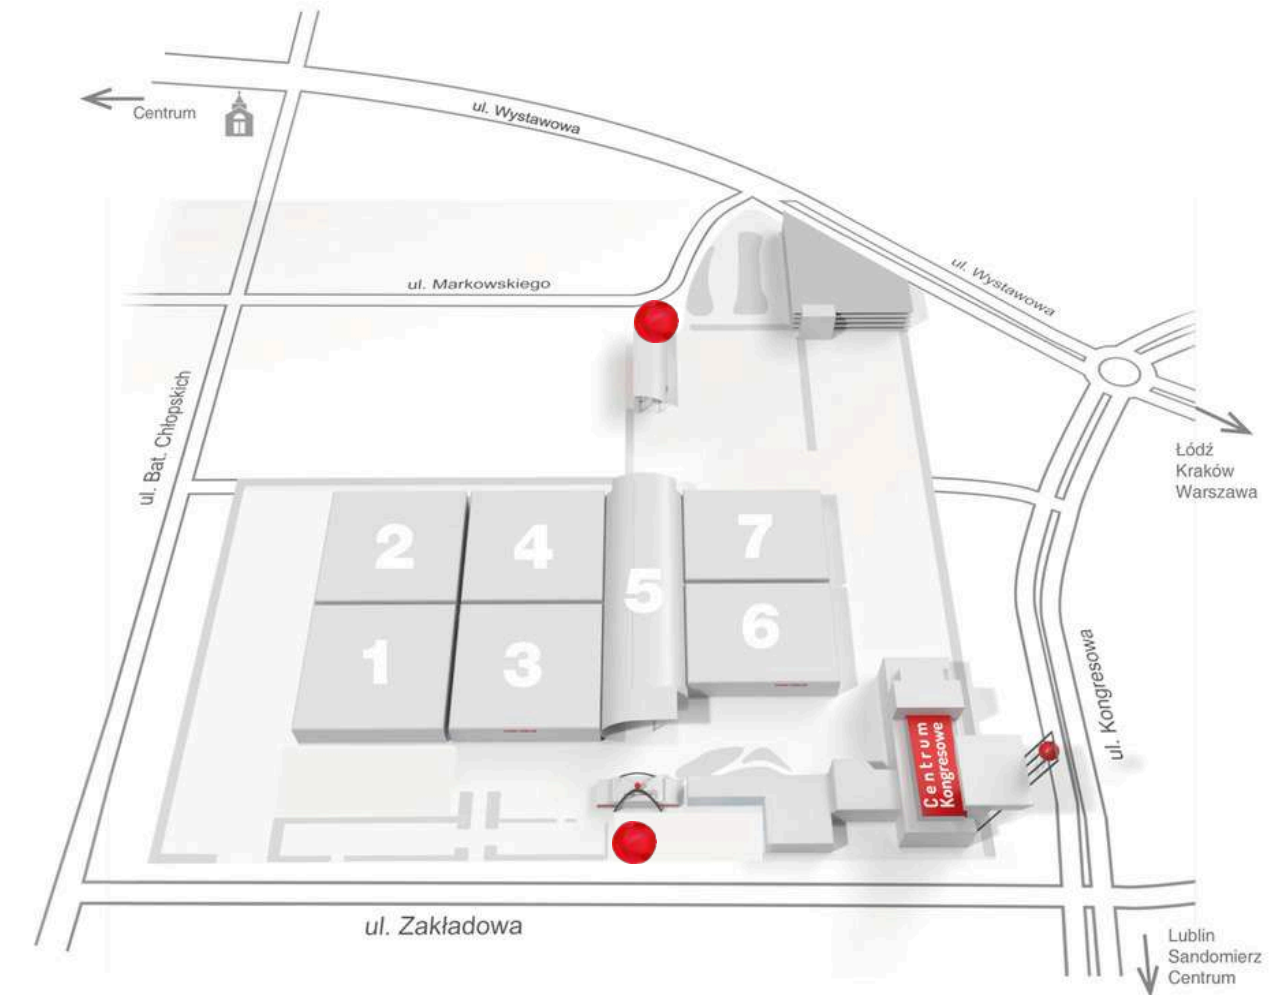 ul. Wystawowa
Centrum
ul. Wystawowa
ul. Markowskiego
ul. Bat. Chłopskich
Łódź
Kraków
Warszawa
2
4
7
5
1
3
6
ul. Kongresowa
Centrum
Kongresowe
ul. Zakładowa
Lublin
Sandomierz
Centrum